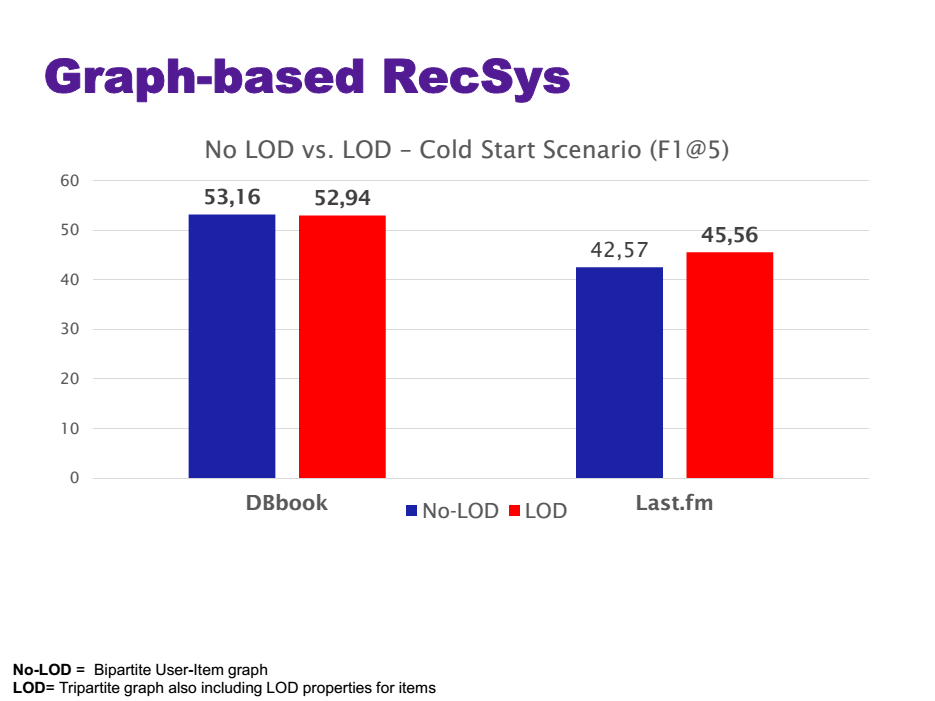 Graph-based RecSys
No LOD vs. LOD – Cold Start Scenario (F1@5)
60
50
40
30
20
10
0
53,16
52,94
42,57
45,56
DBbook
Last.fm
No-LOD LOD
No-LOD = Bipartite User-Item graph
LOD= Tripartite graph also including LOD properties for items